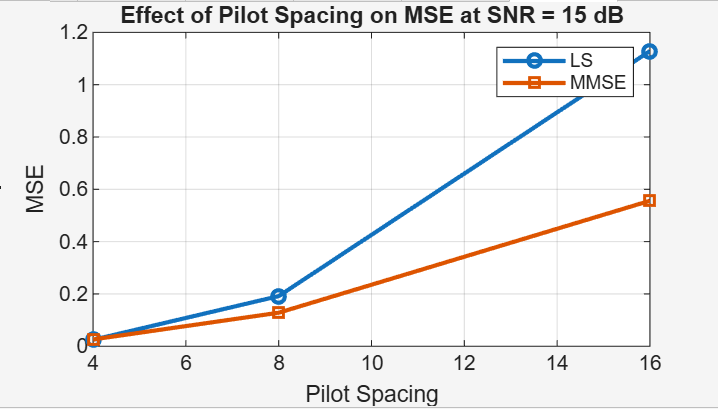 Effect of Pilot Spacing on MSE at SNR = 15 dB
LS
MMSE
1.2
1
0.8
0.6
0.4
0.2
0
MSE
4
6
8
10
12
14
16
Pilot Spacing